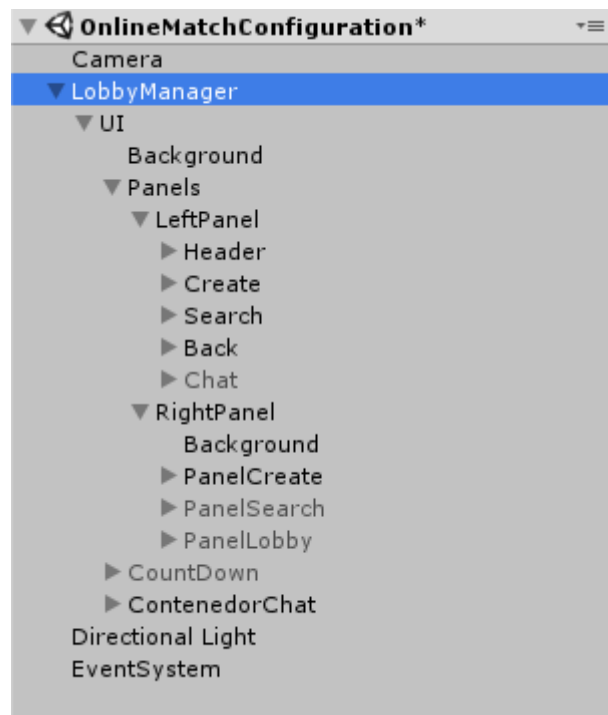 OnlineMatchConfiguration*
Camera
LobbyManager
UI
Background
Panels
LeftPanel
Header
Create
Search
Back
Chat
RightPanel
Background
PanelCreate
PanelSearch
PanelLobby
CountDown
ContenedorChat
Directional Light
EventSystem